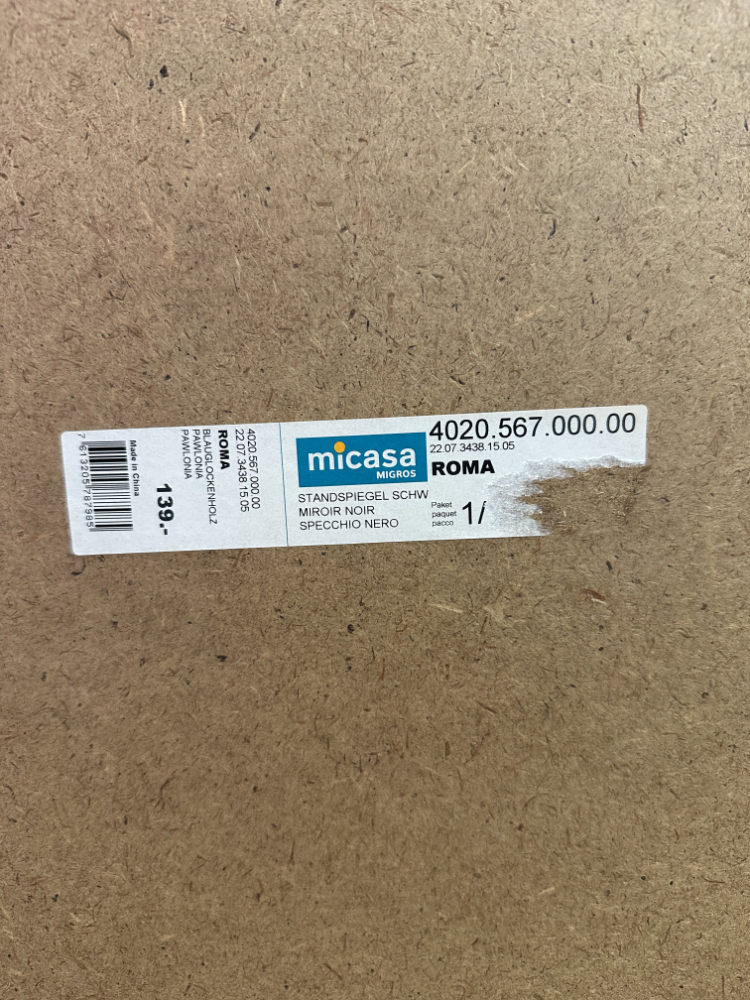 4020.567.000.00
22.07.3438.15.05
ROMA
BLAUGLOCKENHOLZ
PAWLONIA
PAWLONIA
139.-
Made in China
7613205787985
micasa
MIGROS
4020.567.000.00
22.07.3438.15.05
ROMA
STANDSPIEGEL SCHW
MIROIR NOIR
SPECCHIO NERO
Paket
paquet
pacco
1/